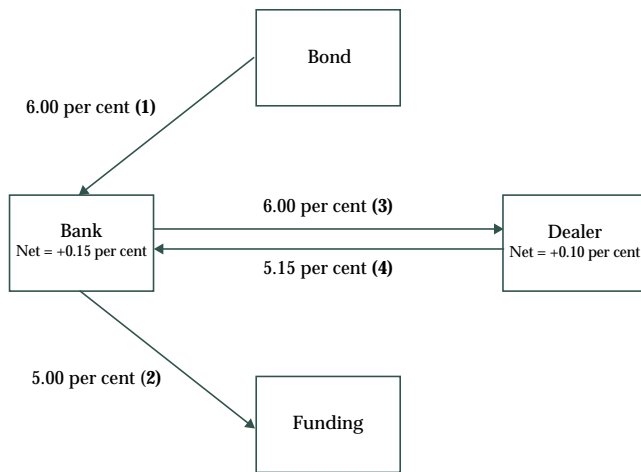 Bond
6.00 per cent (1)
6.00 per cent (3)
Bank
Net = +0.15 per cent
Dealer
Net = +0.10 per cent
5.15 per cent (4)
5.00 per cent (2)
Funding